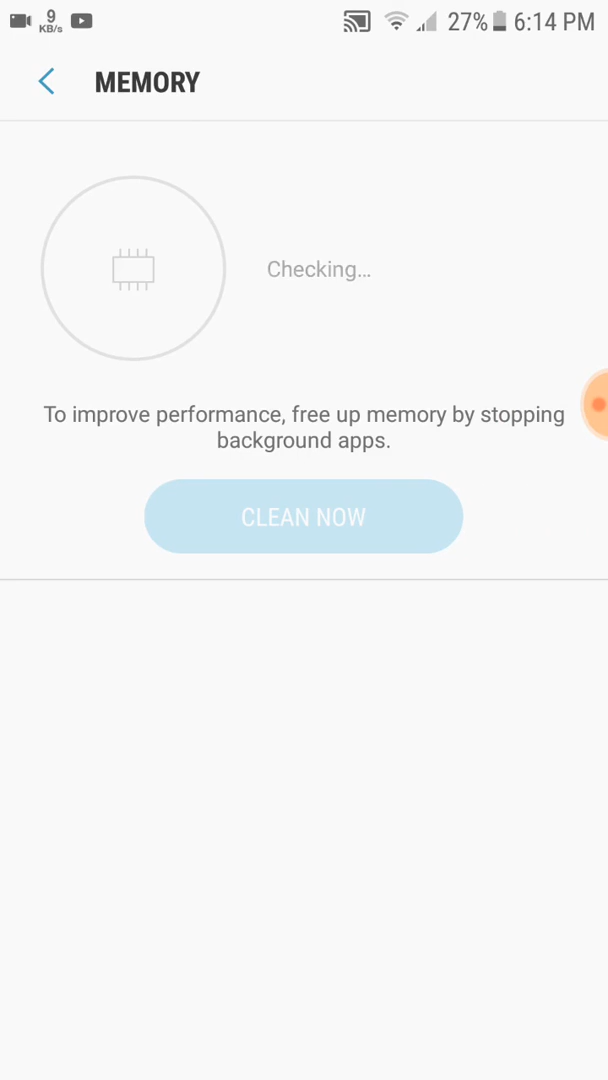 9
KB/s
27% 6:14 PM
MEMORY
Checking...
To improve performance, free up memory by stopping
background apps.
CLEAN NOW